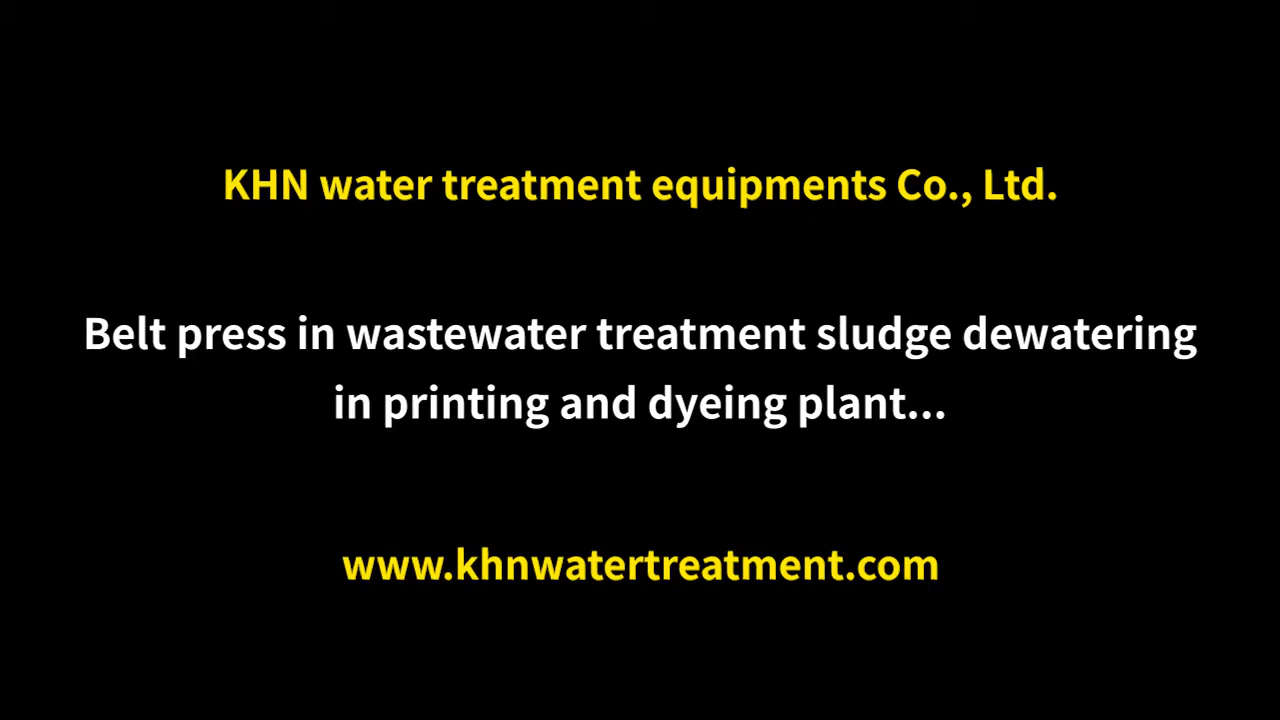 KHN water treatment equipments Co., Ltd.
Belt press in wastewater treatment sludge dewatering
in printing and dyeing plant...
www.khnwatertreatment.com